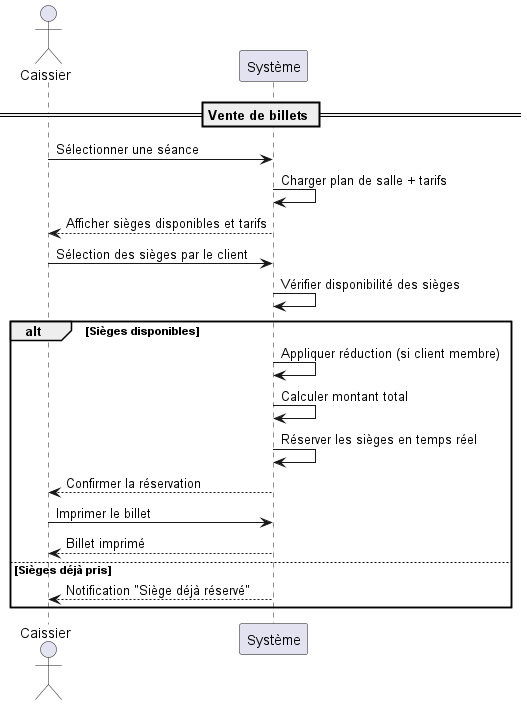 Caissier
Système
Vente de billets
Sélectionner une séance
Charger plan de salle + tarifs
Afficher sièges disponibles et tarifs
Sélection des sièges par le client
Vérifier disponibilité des sièges
alt [Sièges disponibles]
Appliquer réduction (si client membre)
Calculer montant total
Réserver les sièges en temps réel
Confirmer la réservation
Imprimer le billet
Billet imprimé
[Sièges déjà pris]
Notification "Siège déjà réservé"
Caissier
Système